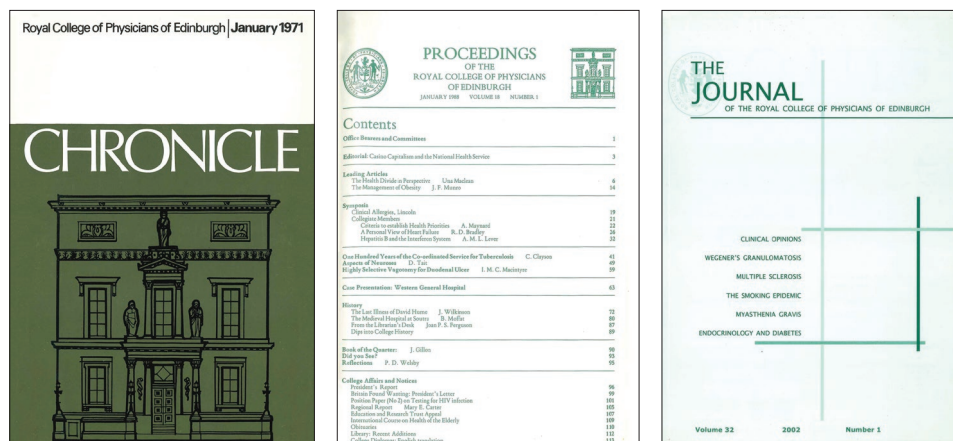 Royal College of Physicians of Edinburgh | January 1971
CHRONICLE
PROCEEDINGS
OF THE
ROYAL COLLEGE OF PHYSICIANS
OF EDINBURGH
JANUARY 1988 VOLUME 18 NUMBER 1
Contents
Office Bearers and Committees 1
Editorial: Casino Capitalism and the National Health Service 3
Leading Articles
The Health Divide in Perspective Una Maclean 6
The Management of Obesity J. F. Munro 14
Symposia
Clinical Allergies, Lincoln 19
Collegiate Members 21
Criteria to establish Health Priorities A. Maynard 22
A Personal View of Heart Failure R. D. Bradley 26
Hepatitis B and the Interferon System A. M. L. Lever 32
One Hundred Years of the Co-ordinated Service for Tuberculosis C. Clayson 41
Aspects of Neuroses D. Tait 49
Highly Selective Vagotomy for Duodenal Ulcer I. M. C. Macintyre 59
Case Presentation: Western General Hospital 63
History
The Last Illness of David Hume J. Wilkinson 72
The Medieval Hospital at Soutra B. Moffat 80
From the Librarian's Desk Joan P. S. Ferguson 87
Dips into College History 89
Book of the Quarter: J. Gillen 90
Did you See? 93
Reflections P. D. Welsby 95
College Affairs and Notices
President's Report 96
Britain Found Wanting: President's Letter 99
Position Paper (No 2) on Testing for HIV infection 101
Regional Report Mary E. Carter 105
Education and Research Trust Appeal 107
International Course on Health of the Elderly 109
Obituaries 110
Library: Recent Additions 112
THE
JOURNAL
OF THE ROYAL COLLEGE OF PHYSICIANS OF EDINBURGH
CLINICAL OPINIONS
WEGENER'S GRANULOMATOSIS
MULTIPLE SCLEROSIS
THE SMOKING EPIDEMIC
MYASTHENIA GRAVIS
ENDOCRINOLOGY AND DIABETES
Volume 32 2002 Number 1